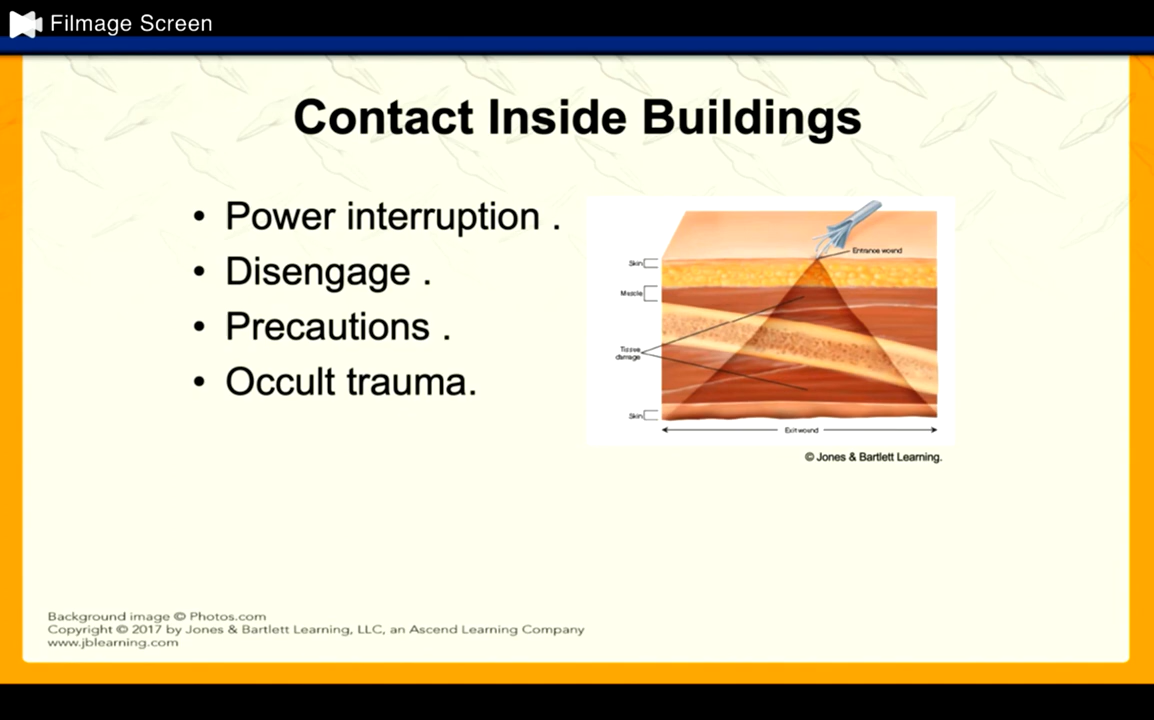 Filmage Screen
Contact Inside Buildings
• Power interruption .
• Disengage .
• Precautions .
• Occult trauma.
Entrance wound
Skin
Muscle
Tissue
damage
Skin
Exit wound
© Jones & Bartlett Learning.
Background image © Photos.com
Copyright © 2017 by Jones & Bartlett Learning, LLC, an Ascend Learning Company
www.jblearning.com